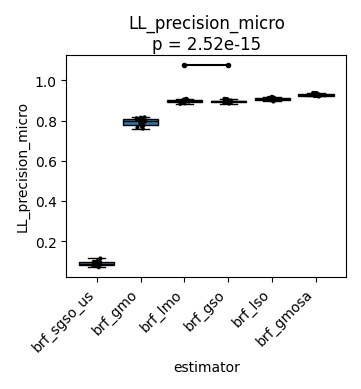 LL_precision_micro
p = 2.52e-15
LL_precision_micro
1.0
0.8
0.6
0.4
0.2
brf_sgso_us
brf_gmo
brf_lmo
brf_gso
brf_lso
brf_gmosa
estimator